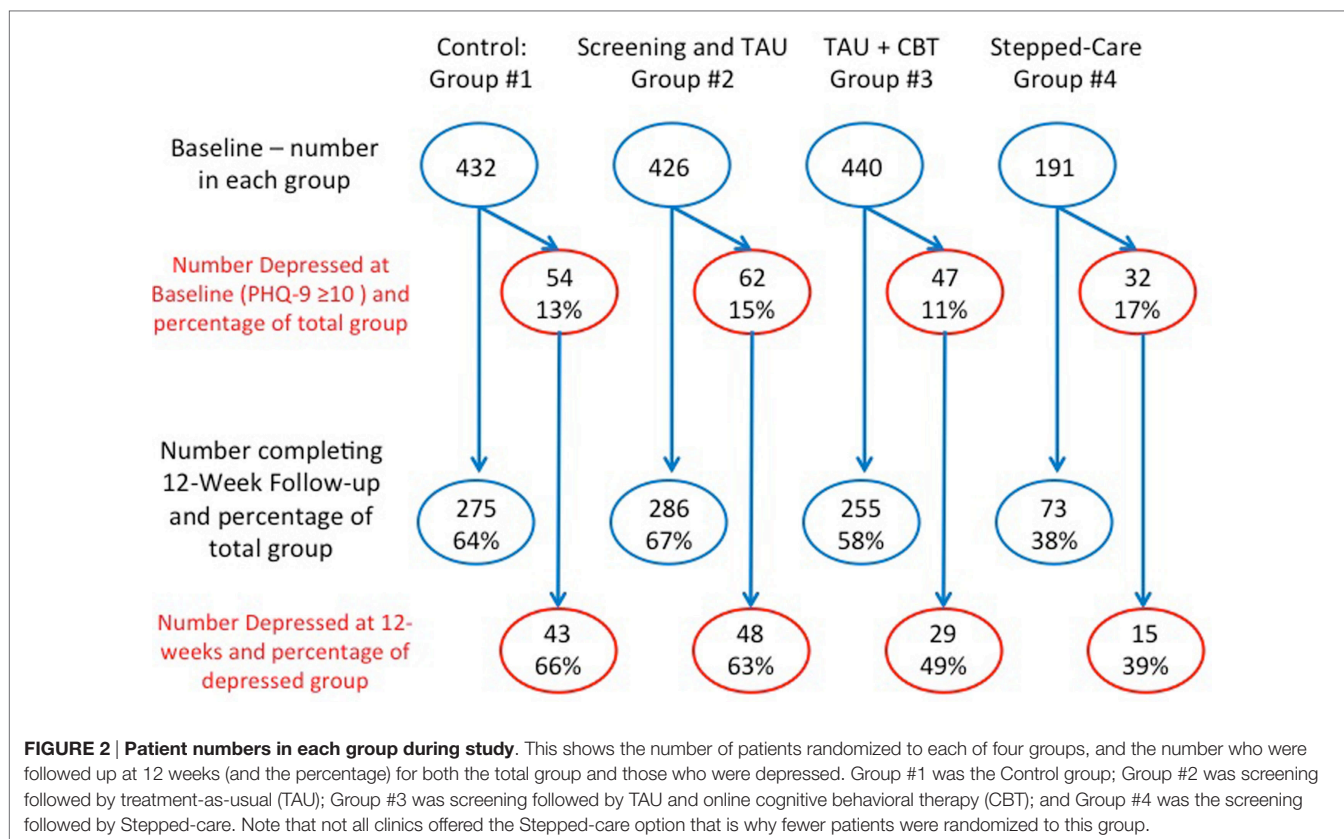 Control:
Group #1
Screening and TAU
Group #2
TAU + CBT
Group #3
Stepped-Care
Group #4
Baseline – number
in each group
432
426
440
191
Number Depressed at
Baseline (PHQ-9 ≥10 ) and
percentage of total group
54
13%
62
15%
47
11%
32
17%
Number completing
12-Week Follow-up
and percentage of
total group
275
64%
286
67%
255
58%
73
38%
Number Depressed at 12-
weeks and percentage of
depressed group
43
66%
48
63%
29
49%
15
39%
FIGURE 2 | Patient numbers in each group during study. This shows the number of patients randomized to each of four groups, and the number who were
followed up at 12 weeks (and the percentage) for both the total group and those who were depressed. Group #1 was the Control group; Group #2 was screening
followed by treatment-as-usual (TAU); Group #3 was screening followed by TAU and online cognitive behavioral therapy (CBT); and Group #4 was the screening
followed by Stepped-care. Note that not all clinics offered the Stepped-care option that is why fewer patients were randomized to this group.